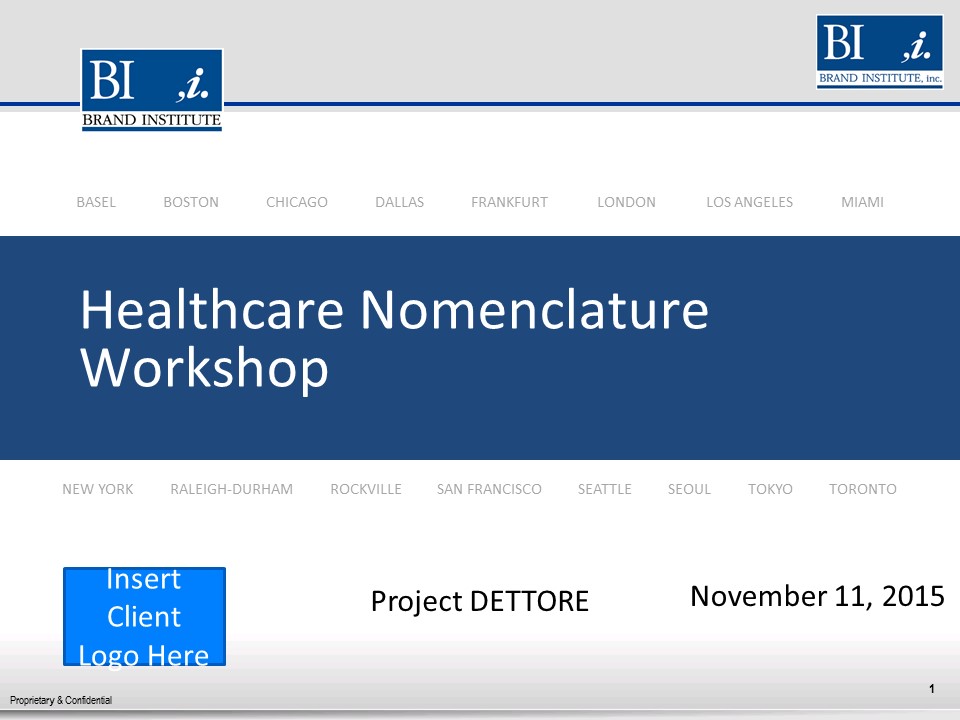 BI ,i.
BRAND INSTITUTE
BI ,i.
BRAND INSTITUTE, inc.
BASEL BOSTON CHICAGO DALLAS FRANKFURT LONDON LOS ANGELES MIAMI
Healthcare Nomenclature
Workshop
NEW YORK RALEIGH-DURHAM ROCKVILLE SAN FRANCISCO SEATTLE SEOUL TOKYO TORONTO
Insert
Client
Logo Here
Project DETTORE
November 11, 2015
Proprietary & Confidential
1